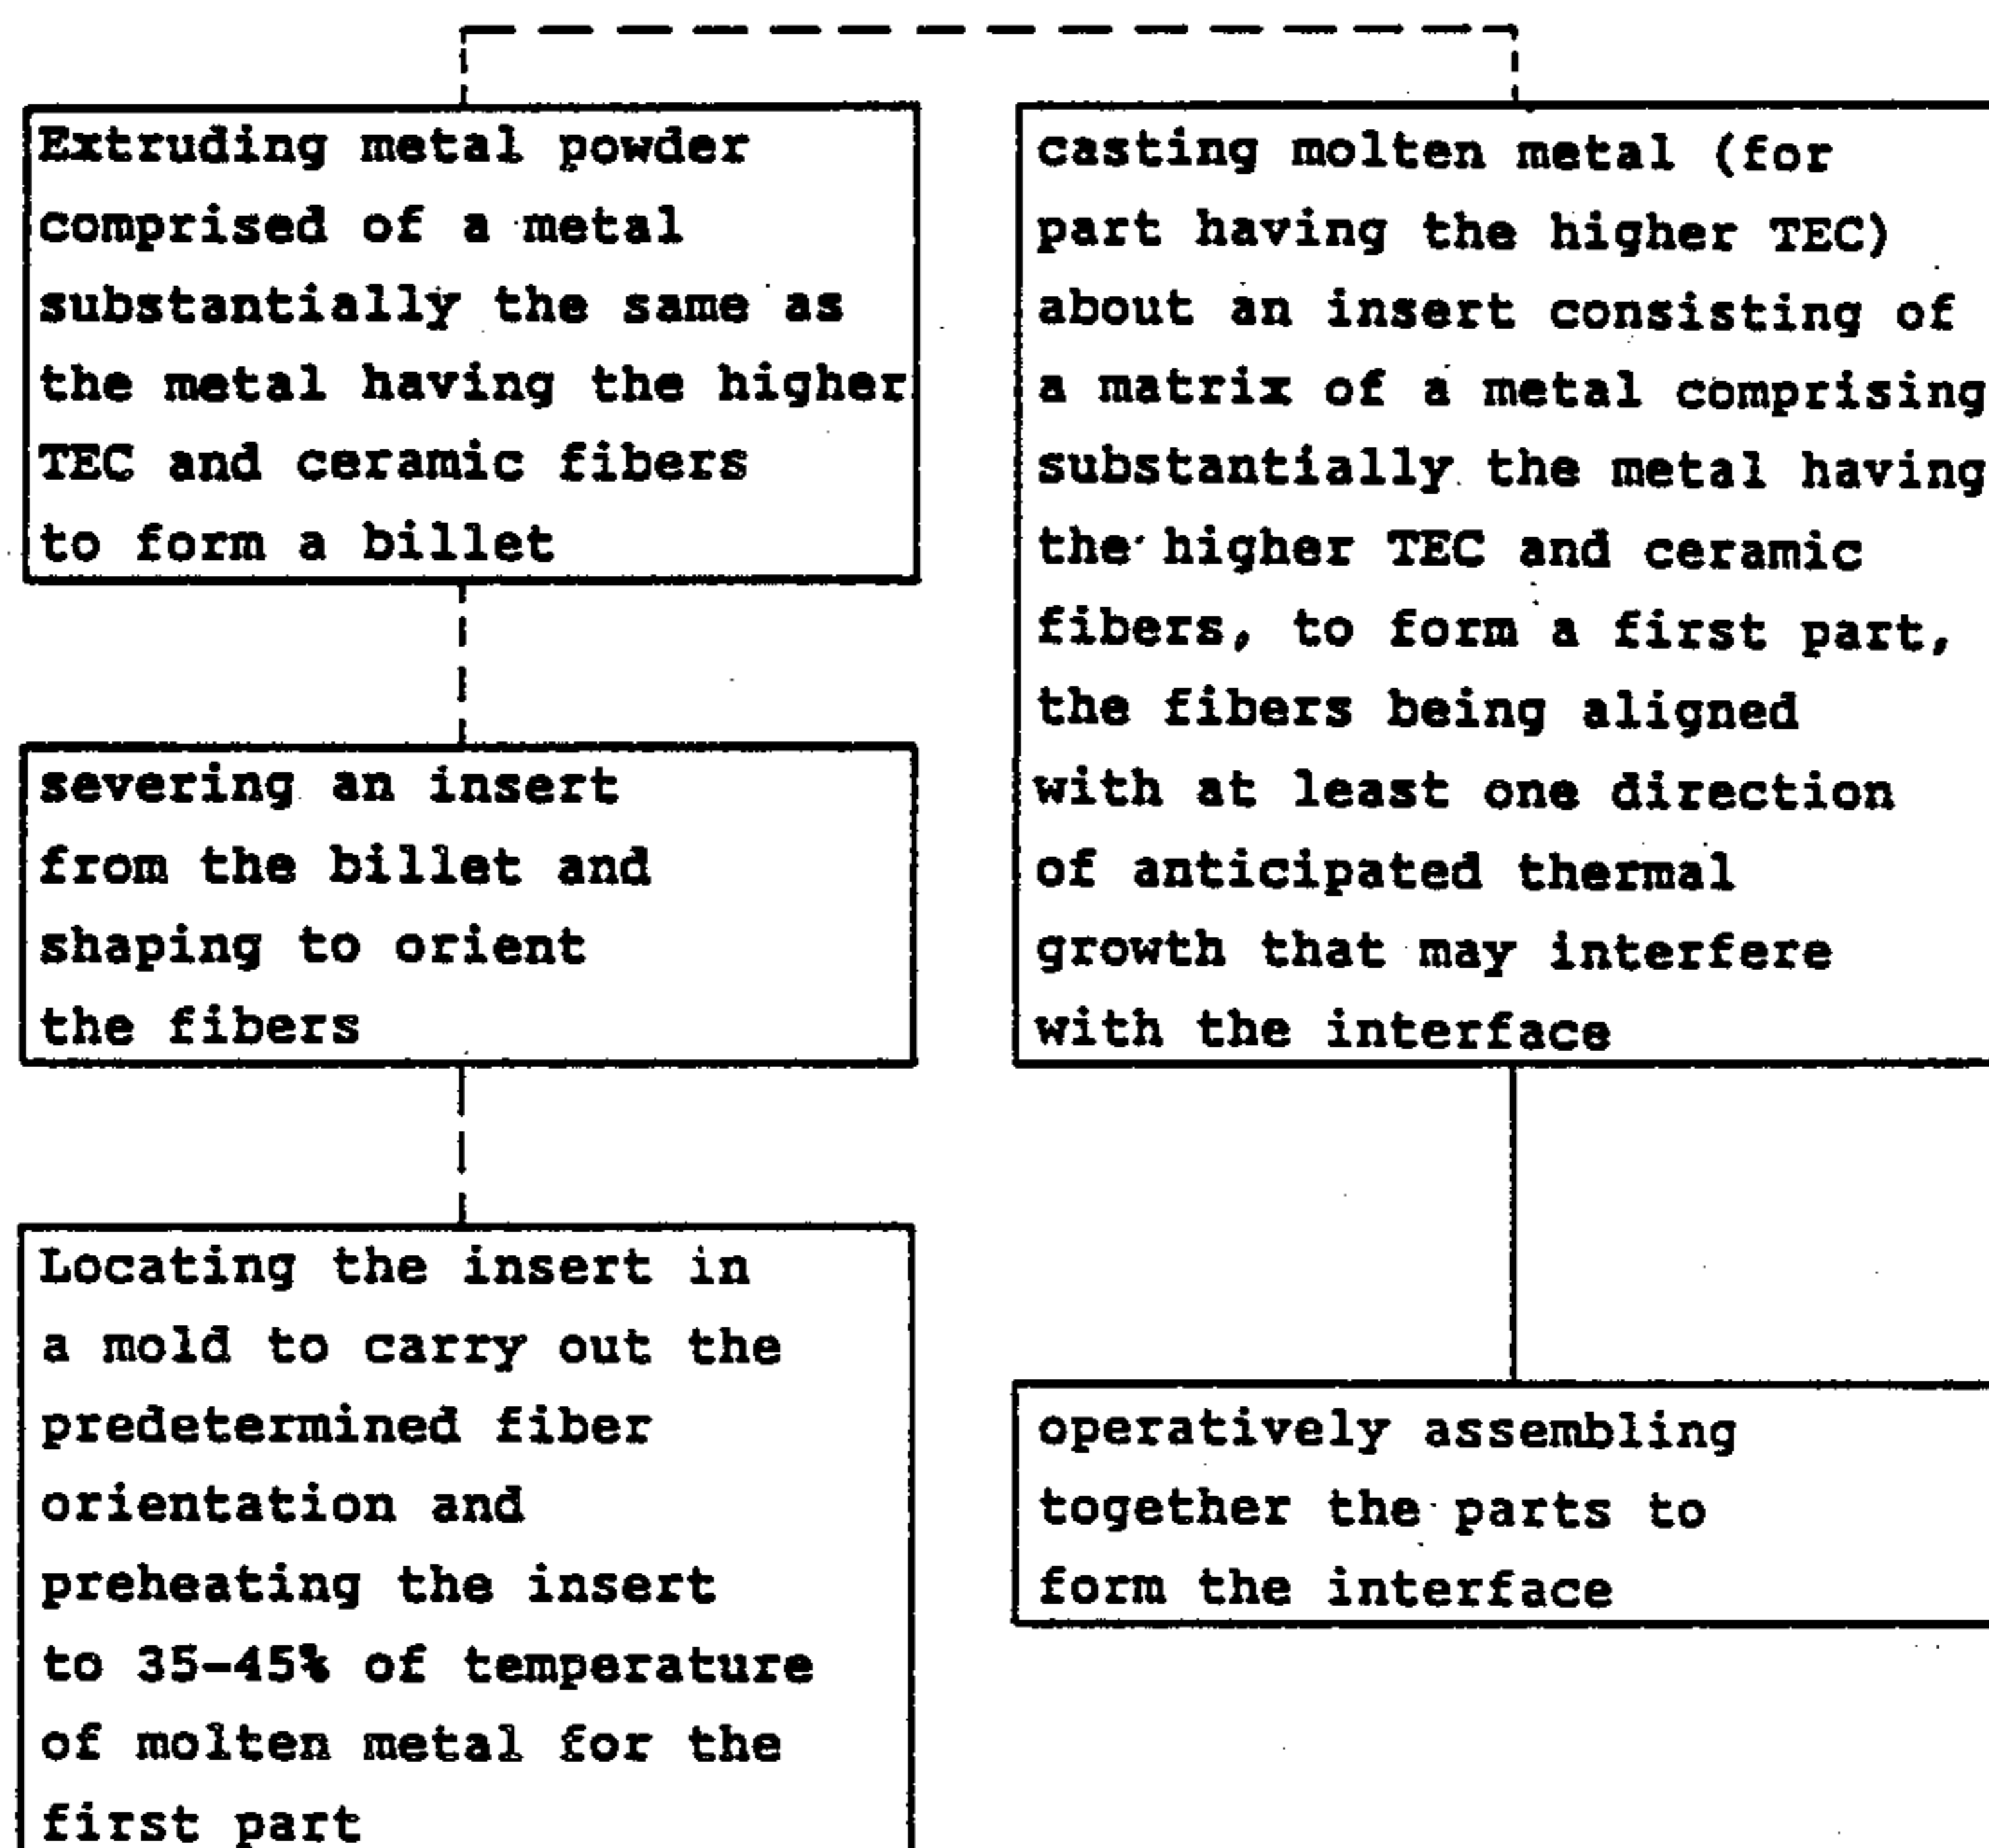 Extruding metal powder
comprised of a metal
substantially the same as
the metal having the higher
TEC and ceramic fibers
to form a billet
severing an insert
from the billet and
shaping to orient
the fibers
Locating the insert in
a mold to carry out the
predetermined fiber
orientation and
preheating the insert
to 35-45% of temperature
of molten metal for the
first part
casting molten metal (for
part having the higher TEC)
about an insert consisting of
a matrix of a metal comprising
substantially the metal having
the higher TEC and ceramic
fibers, to form a first part,
the fibers being aligned
with at least one direction
of anticipated thermal
growth that may interfere
with the interface
operatively assembling
together the parts to
form the interface